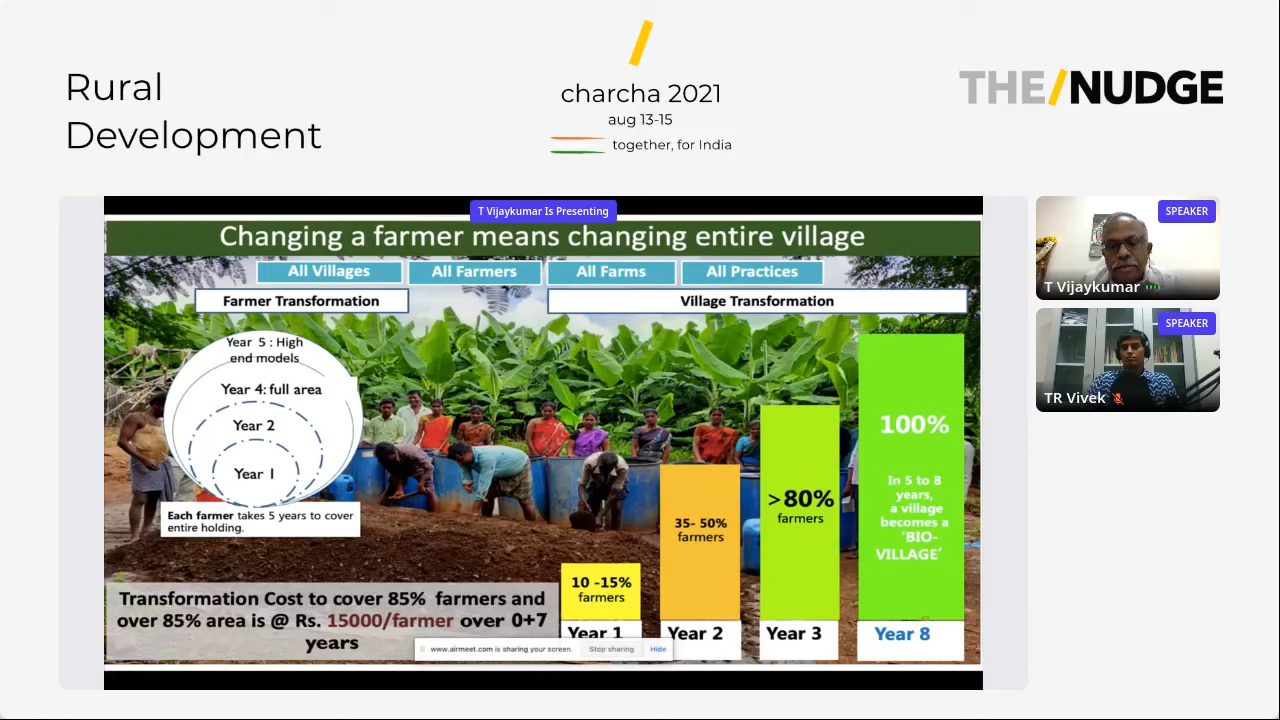 Rural
Development
charcha 2021
aug 13-15
together, for India
THE/NUDGE
T Vijaykumar Is Presenting
Changing a farmer means changing entire village
All Villages
All Farmers
All Farms
All Practices
Farmer Transformation
Village Transformation
Year 5 : High
end models
Year 4: full area
Year 2
Year 1
Each farmer takes 5 years to cover
entire holding.
Transformation Cost to cover 85% farmers and
over 85% area is @ Rs. 15000/farmer over 0+7
years
10 -15%
farmers
Year 1
35- 50%
farmers
Year 2
>80%
farmers
Year 3
100%
In 5 to 8
years,
a village
becomes a
'BIO-
VILLAGE'
Year 8
www.airmeet.com is sharing your screen.
Stop sharing
Hide
SPEAKER
T Vijaykumar
SPEAKER
TR Vivek